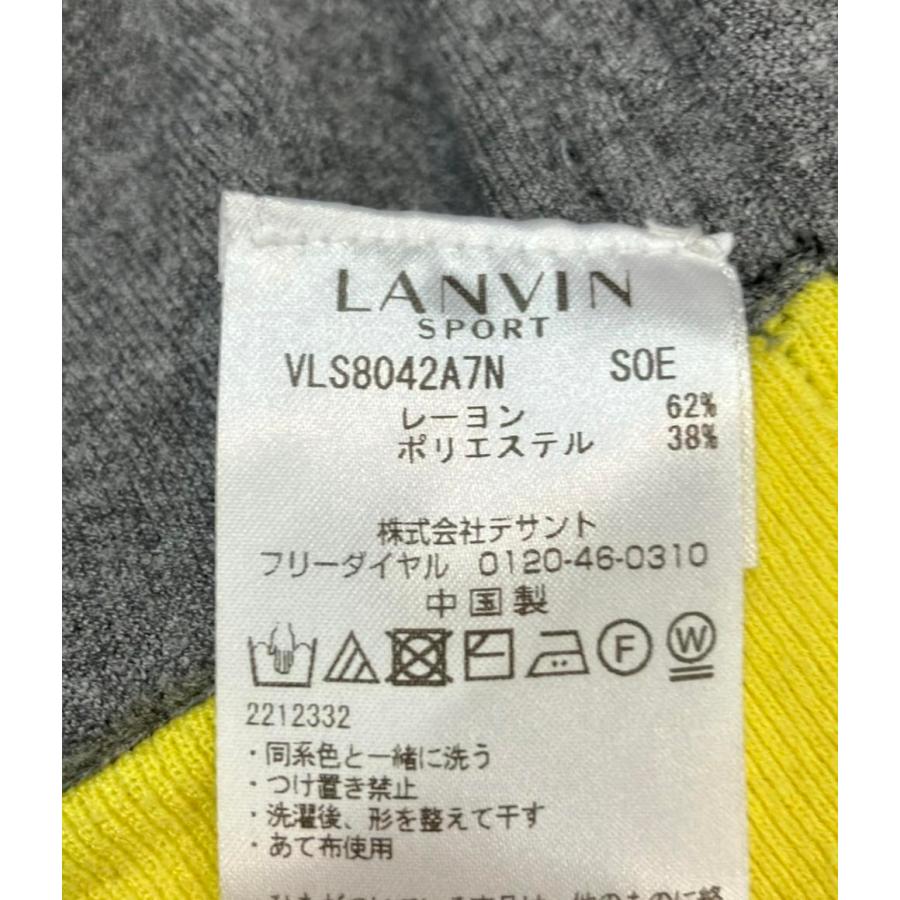 LANVIN
SPORT
VLS8042A7N SOE
レーヨン 62%
ポリエステル 38%
株式会社デサント
フリーダイヤル 0120-46-0310
中国製
F W
2212332
・同系色と一緒に洗う
・つけ置き禁止
・洗濯後、形を整えて干す
・あて布使用